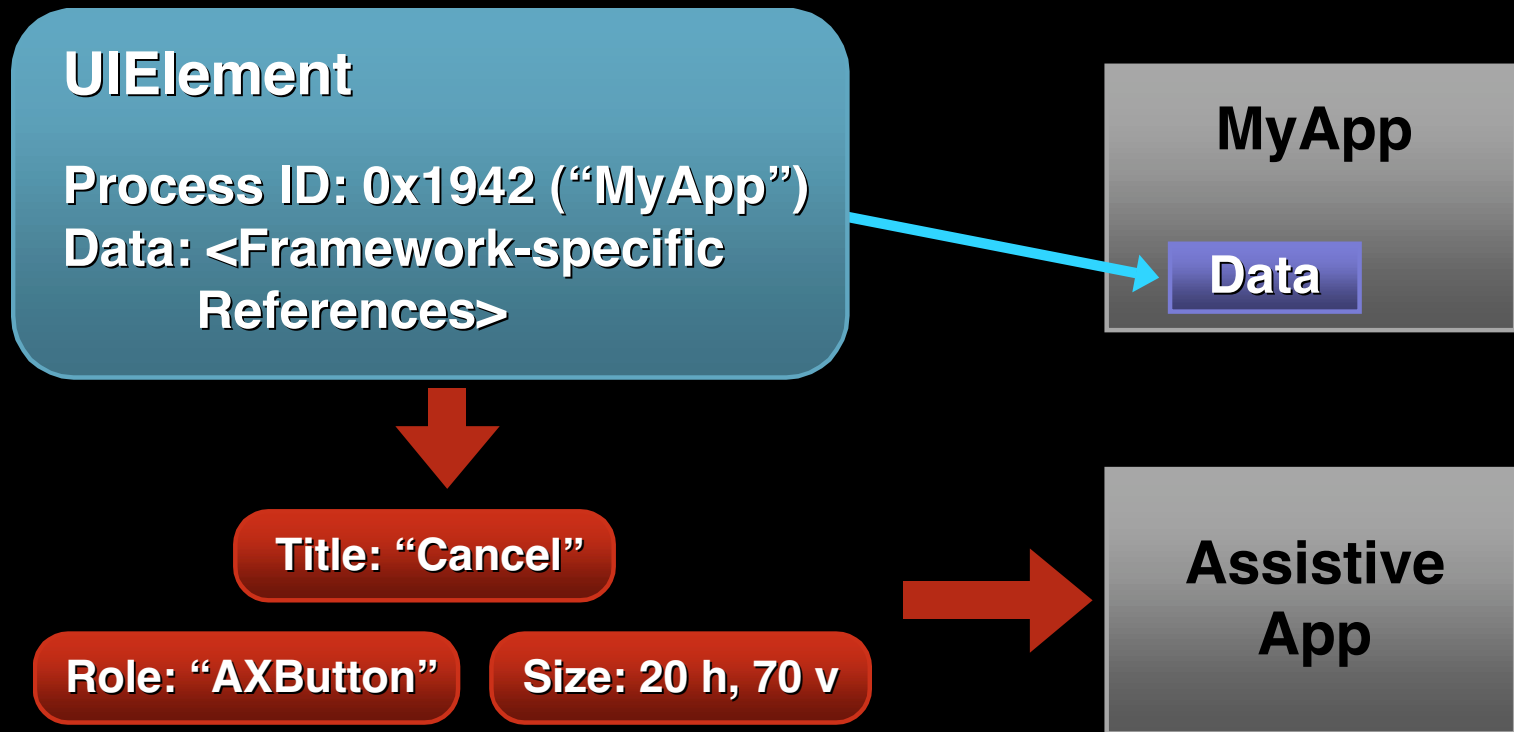 UIElement
Process ID: 0x1942 (“MyApp”)
Data: <Framework-specific
References>
MyApp
Data
Title: “Cancel”
Role: “AXButton”
Size: 20 h, 70 v
Assistive
App